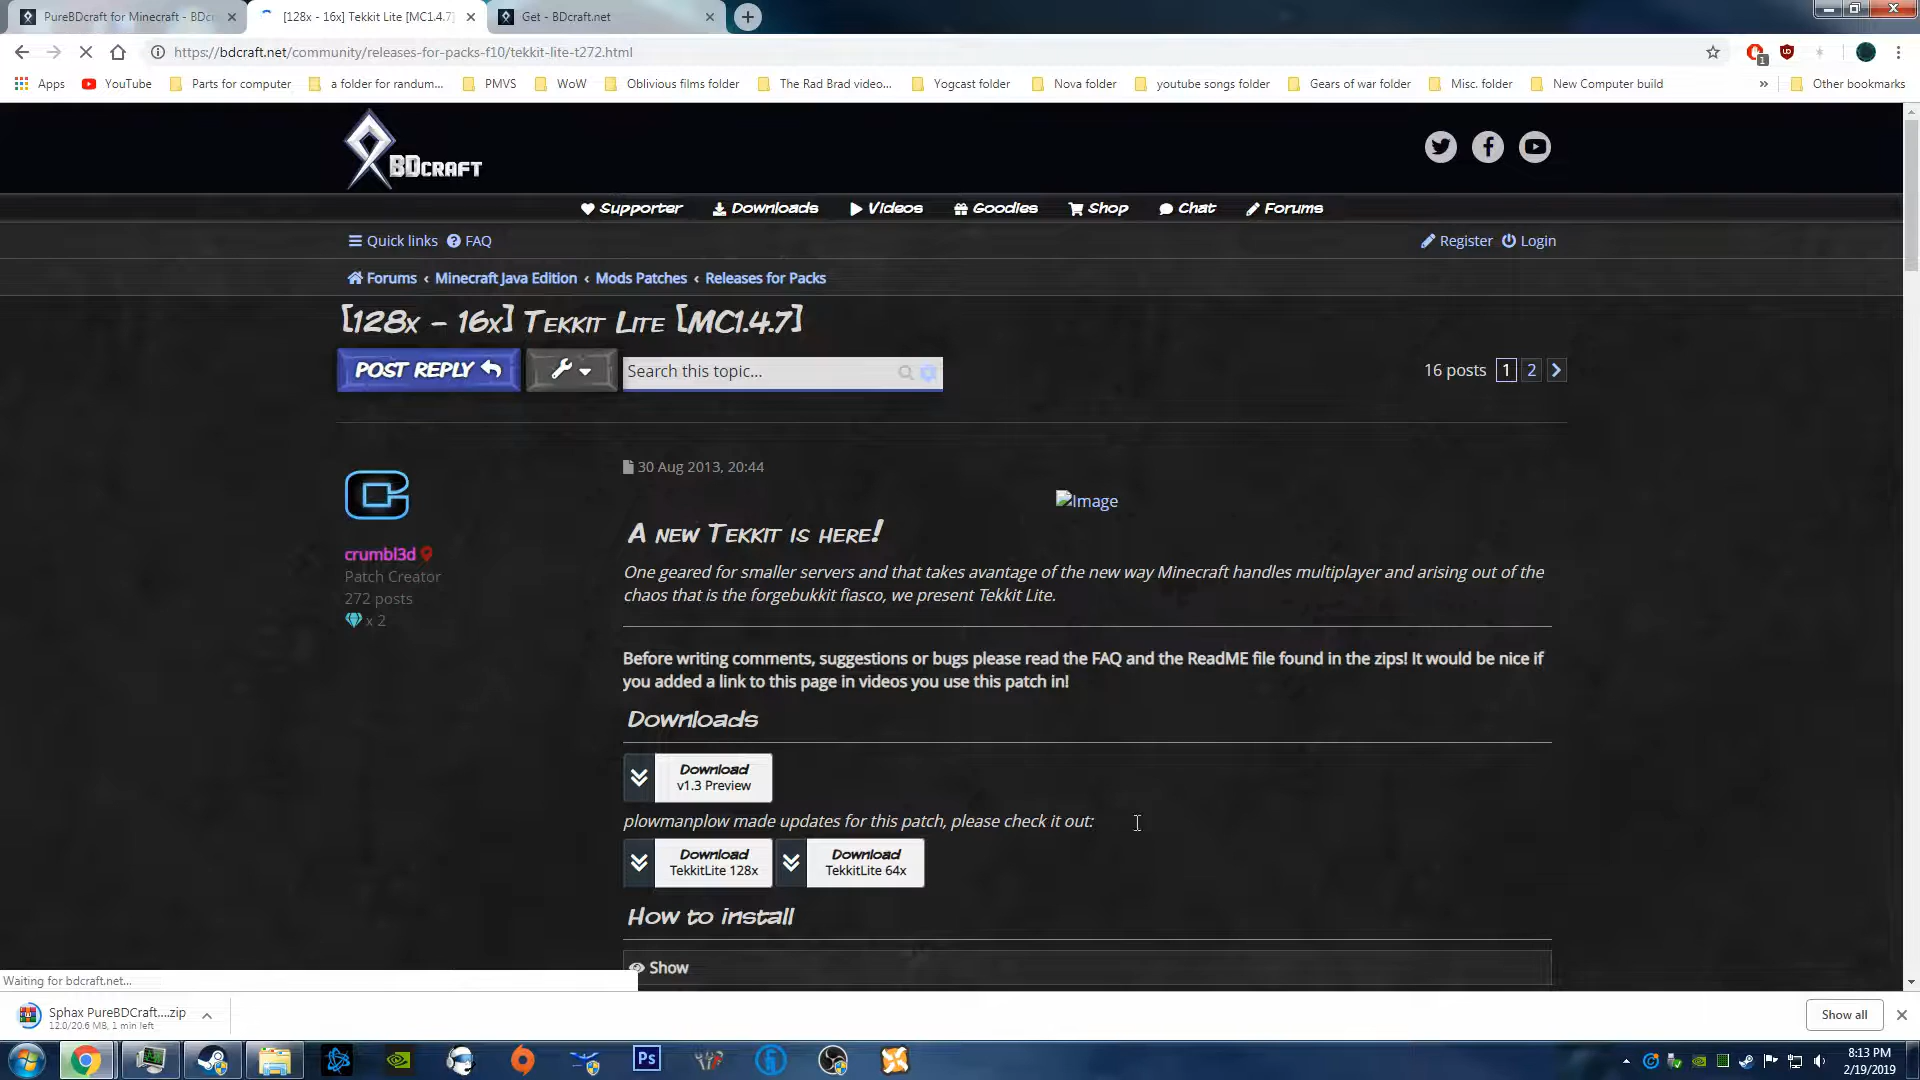 PureBDcraft for Minecraft - BDcr
[128x - 16x] Tekkit Lite [MC1.4.7]
Get - BDcraft.net
https://bdcraft.net/community/releases-for-packs-f10/tekkit-lite-t272.html
1
Apps
YouTube
Parts for computer
a folder for randum...
PMVS
WoW
Oblivious films folder
The Rad Brad video...
Yogcast folder
Nova folder
youtube songs folder
Gears of war folder
Misc. folder
New Computer build
»
Other bookmarks
BDCRAFT
Supporter
Downloads
Videos
Goodies
Shop
Chat
Forums
Quick links
FAQ
Register
Login
Forums ‹ Minecraft Java Edition ‹ Mods Patches ‹ Releases for Packs
[128x - 16x] Tekkit Lite [MC1.4.7]
POST REPLY
Search this topic...
16 posts 1 2
30 Aug 2013, 20:44
Image
crumbl3d
Patch Creator
272 posts
x 2
A new Tekkit is here!
One geared for smaller servers and that takes avantage of the new way Minecraft handles multiplayer and arising out of the
chaos that is the forgebukkit fiasco, we present Tekkit Lite.
Before writing comments, suggestions or bugs please read the FAQ and the ReadME file found in the zips! It would be nice if
you added a link to this page in videos you use this patch in!
Downloads
Download
v1.3 Preview
plowmanplow made updates for this patch, please check it out:
Download
TekkitLite 128x
Download
TekkitLite 64x
How to install
Show
Waiting for bdcraft.net...
Sphax PureBDCraft....zip
12.0/20.6 MB, 1 min left
Show all
Ps
8:13 PM
2/19/2019